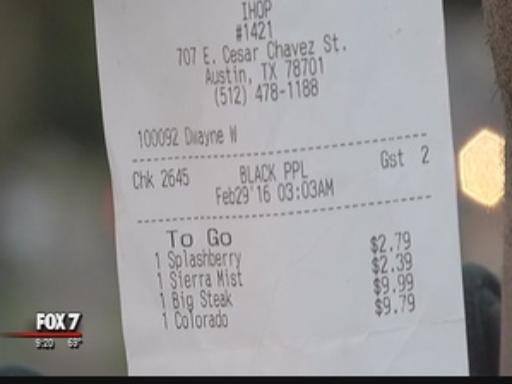 IHOP
#1421
707 E. Cesar Chavez St.
Austin, TX 78701
(512) 478-1188
100092 Dwayne W
Chk 2645 BLACK PPL Gst 2
Feb29'16 03:03AM
To Go
1 Splashberry $2.79
1 Sierra Mist $2.39
1 Big Steak $9.99
1 Colorado $9.79
FOX 7
9:20 69°